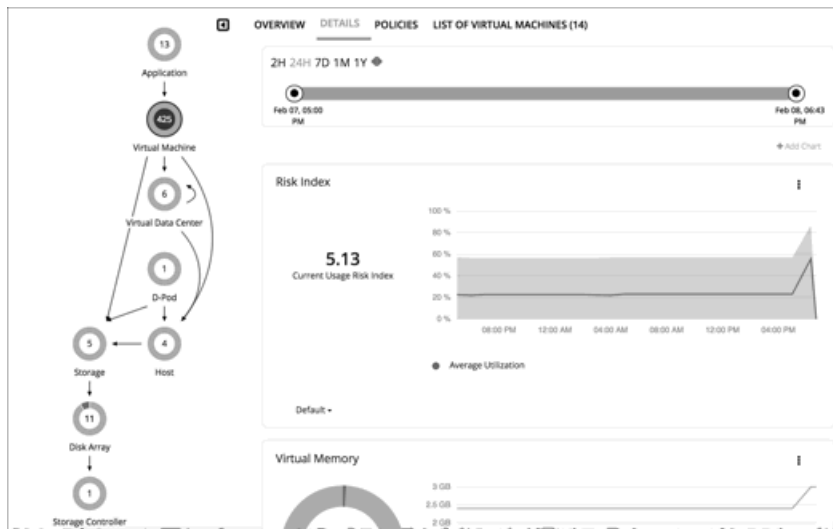 OVERVIEW DETAILS POLICIES LIST OF VIRTUAL MACHINES (14)
13
Application
425
Virtual Machine
6
Virtual Data Center
1
D-Pod
5
Storage
4
Host
11
Disk Array
1
Storage Controller
2H 24H 7D 1M 1Y
Feb 07, 05:00 PM
Feb 08, 06:43 PM
+ Add Chart
Risk Index
5.13
Current Usage Risk Index
100 %
80 %
60 %
40 %
20 %
0 %
08:00 PM 12:00 AM 04:00 AM 08:00 AM 12:00 PM 04:00 PM
Average Utilization
Default
Virtual Memory
3 GB
2.5 GB
2 GB